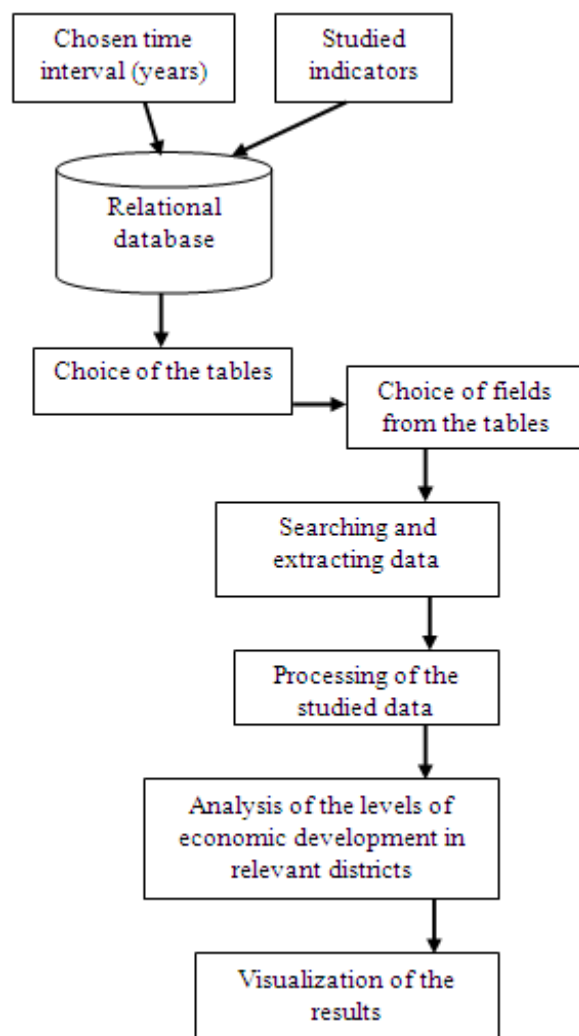 Chosen time
interval (years)
Studied
indicators
Relational
database
Choice of the tables
Choice of fields
from the tables
Searching and
extracting data
Processing of the
studied data
Analysis of the levels of
economic development in
relevant districts
Visualization of the
results